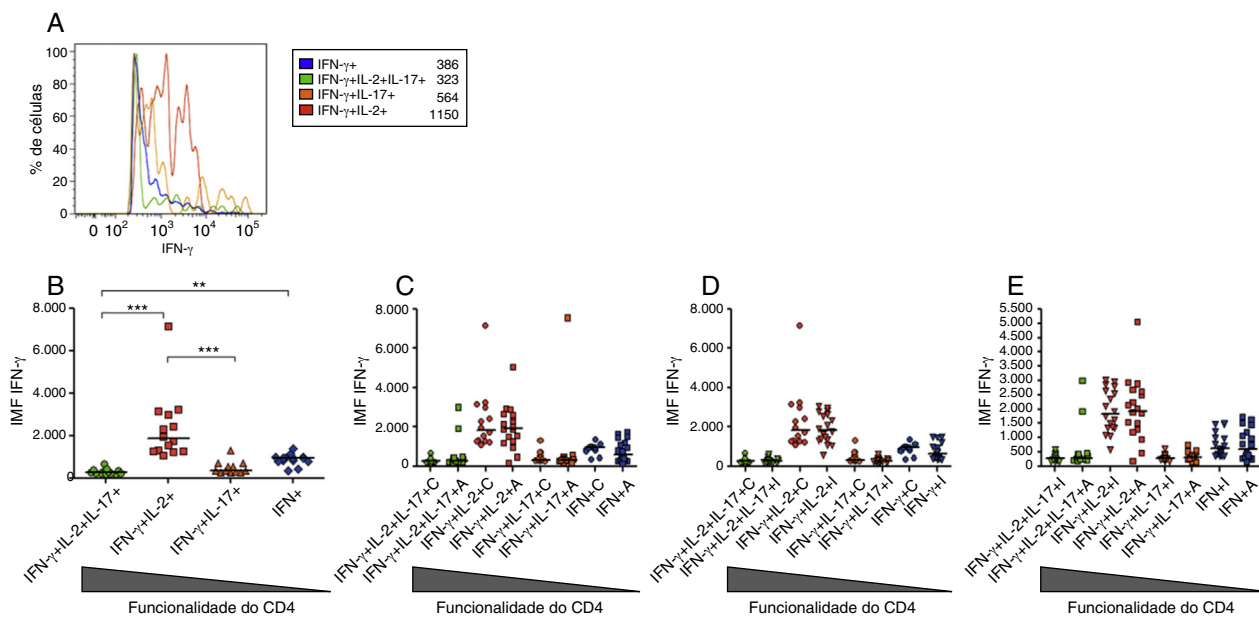 A
100
80
60
40
20
0
% de células
0 10² 10³ 10⁴ 10⁵
IFN-γ
IFN-γ+ 386
IFN-γ+IL-2+IL-17+ 323
IFN-γ+IL-17+ 564
IFN-γ+IL-2+ 1150
B
8.000
6.000
4.000
2.000
0
IMF IFN-γ
**
***
***
IFN-γ+IL-2+IL-17+
IFN-γ+IL-2+
IFN-γ+IL-17+
IFN+
Funcionalidade do CD4
C
8.000
6.000
4.000
2.000
0
IMF IFN-γ
IFN-γ+IL-2+IL-17+C
IFN-γ+IL-2+IL-17+A
IFN-γ+IL-2+C
IFN-γ+IL-2+A
IFN-γ+IL-17+C
IFN-γ+IL-17+A
IFN+C
IFN+A
Funcionalidade do CD4
D
8.000
6.000
4.000
2.000
0
IMF IFN-γ
IFN-γ+IL-2+IL-17+C
IFN-γ+IL-2+IL-17+I
IFN-γ+IL-2+C
IFN-γ+IL-2+I
IFN-γ+IL-17+C
IFN-γ+IL-17+I
IFN-γ+C
IFN-γ+I
Funcionalidade do CD4
E
5.500
5.000
4.500
4.000
3.500
3.000
2.500
2.000
1.500
1.000
500
0
IMF IFN-γ
IFN-γ+IL-2+IL-17+I
IFN-γ+IL-2+IL-17+A
IFN-γ+IL-2+I
IFN-γ+IL-2+A
IFN-γ+IL-17+I
IFN-γ+IL-17+A
IFN+I
IFN+A
Funcionalidade do CD4